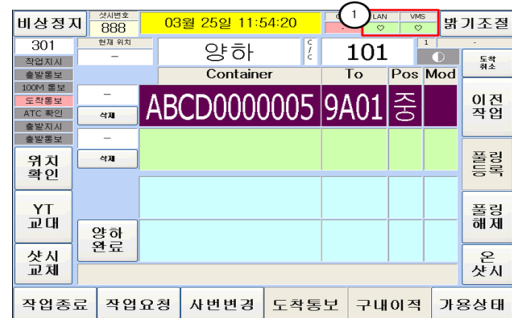 비상정지
샷시번호
888
03월 25일 11:54:20
1
LAN
VMS
밝기조절
301
현재 위치
-
양하
C/C
101
1
-
도착취소
작업지시
출발통보
100M 통보
도착통보
ATC 확인
출발지시
출발통보
Container
To
Pos
Mod
-
삭제
ABCD0000005
9A01
중
이전작업
-
삭제
위치확인
풀링등록
YT교대
양하완료
풀링해제
샷시교체
온샷시
작업종료
작업요청
사번변경
도착통보
구내이적
가용상태